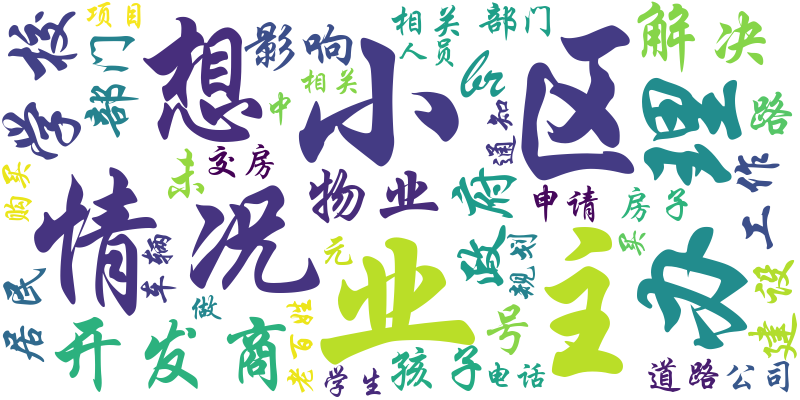 项目
学校
部门
想
影响
相关
人员
部门
解决
小区
br
通知
理
路
中
相关
未
交房
购买
物业
政府
申请
房子
工作
情况
车辆
元
业主
规划
买
办
居民
做
开发商
老百姓
学生
孩子
号
电话
建设
道路
公司